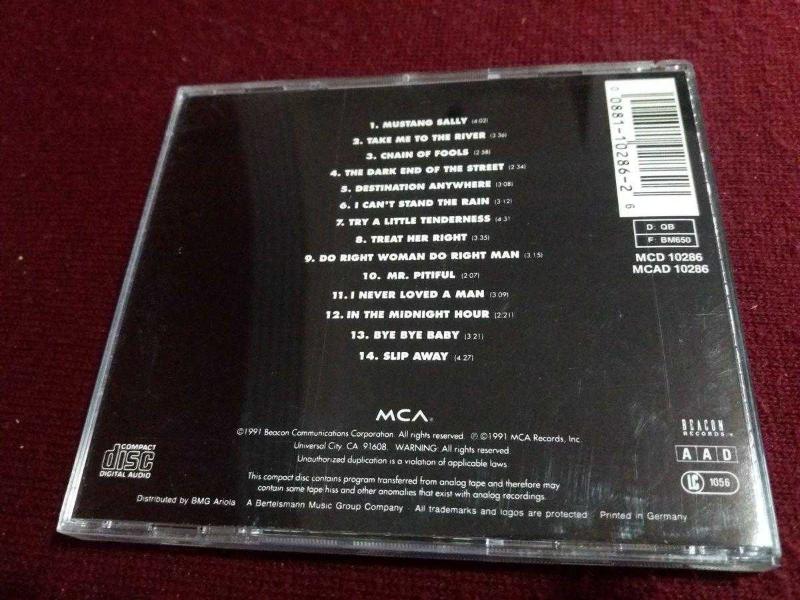 1. MUSTANG SALLY (4:02)
2. TAKE ME TO THE RIVER (3:36)
3. CHAIN OF FOOLS (2:58)
4. THE DARK END OF THE STREET (2:34)
5. DESTINATION ANYWHERE (3:08)
6. I CAN'T STAND THE RAIN (3:12)
7. TRY A LITTLE TENDERNESS (4:31
8. TREAT HER RIGHT (3:35)
9. DO RIGHT WOMAN DO RIGHT MAN (3:15)
10. MR. PITIFUL (2:07)
11. I NEVER LOVED A MAN (3:09)
12. IN THE MIDNIGHT HOUR (2:21)
13. BYE BYE BABY (3:21)
14. SLIP AWAY (4:27)
0 0881-10286-2 6
D: QB
F: BM650
MCD 10286
MCAD 10286
MCA®
©1991 Beacon Communications Corporation. All rights reserved. ℗©1991 MCA Records, Inc.
Universal City, CA 91608. WARNING: All rights reserved.
Unauthorized duplication is a violation of applicable laws
This compact disc contains program transferred from analog tape and therefore may
contain some tape hiss and other anomalies that exist with analog recordings.
COMPACT
disc
DIGITAL AUDIO
BEACON
RECORDS
A A D
LC 1056
Distributed by BMG Ariola A Bertelsmann Music Group Company · All trademarks and logos are protected Printed in Germany